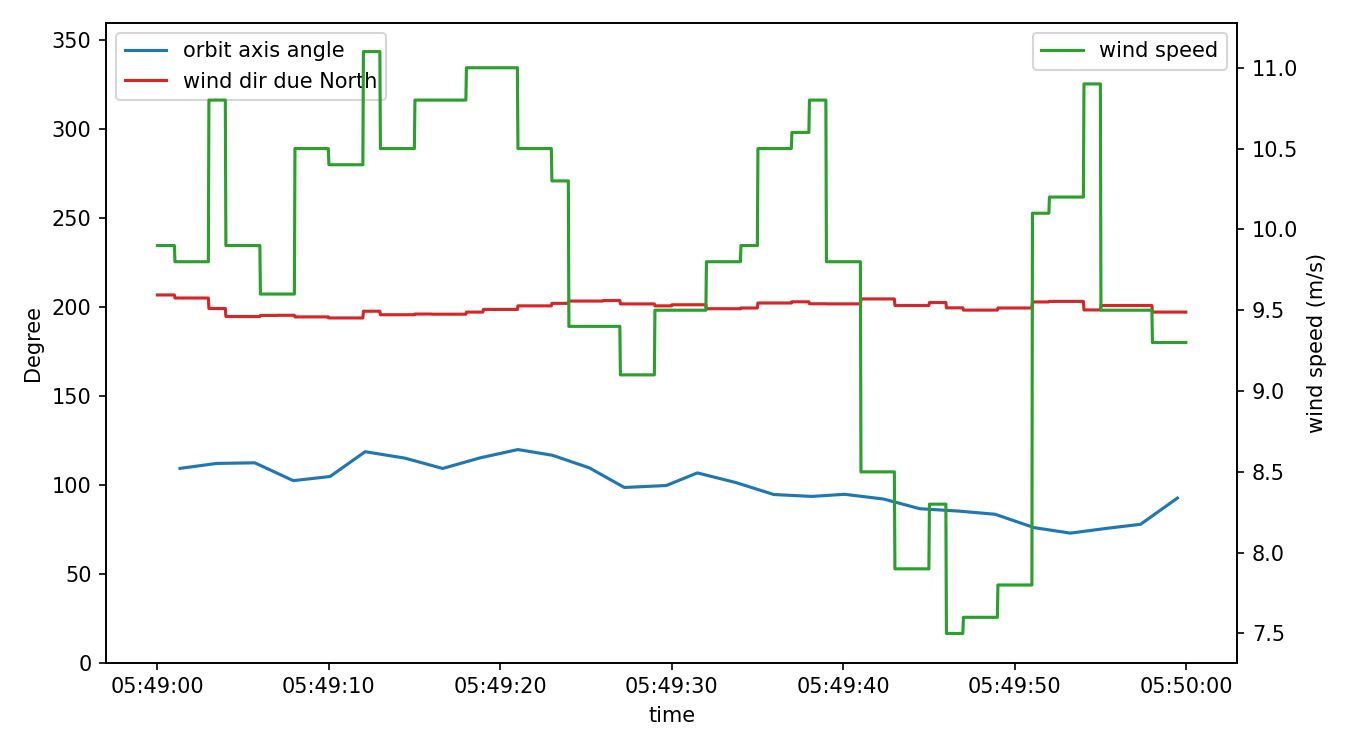 350
300
250
200
150
100
50
0
Degree
orbit axis angle
wind dir due North
wind speed
11.0
10.5
10.0
9.5
9.0
8.5
8.0
7.5
wind speed (m/s)
05:49:00 05:49:10 05:49:20 05:49:30 05:49:40 05:49:50 05:50:00
time